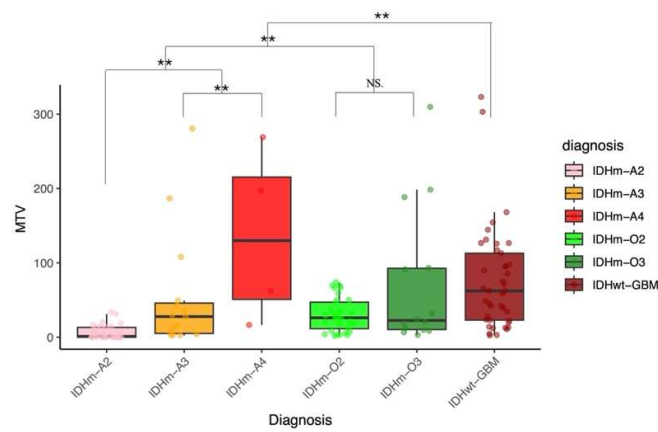 **
**
**
**
NS.
300
200
100
0
MTV
IDHm-A2
IDHm-A3
IDHm-A4
IDHm-O2
IDHm-O3
IDHwt-GBM
Diagnosis
diagnosis
IDHm-A2
IDHm-A3
IDHm-A4
IDHm-O2
IDHm-O3
IDHwt-GBM